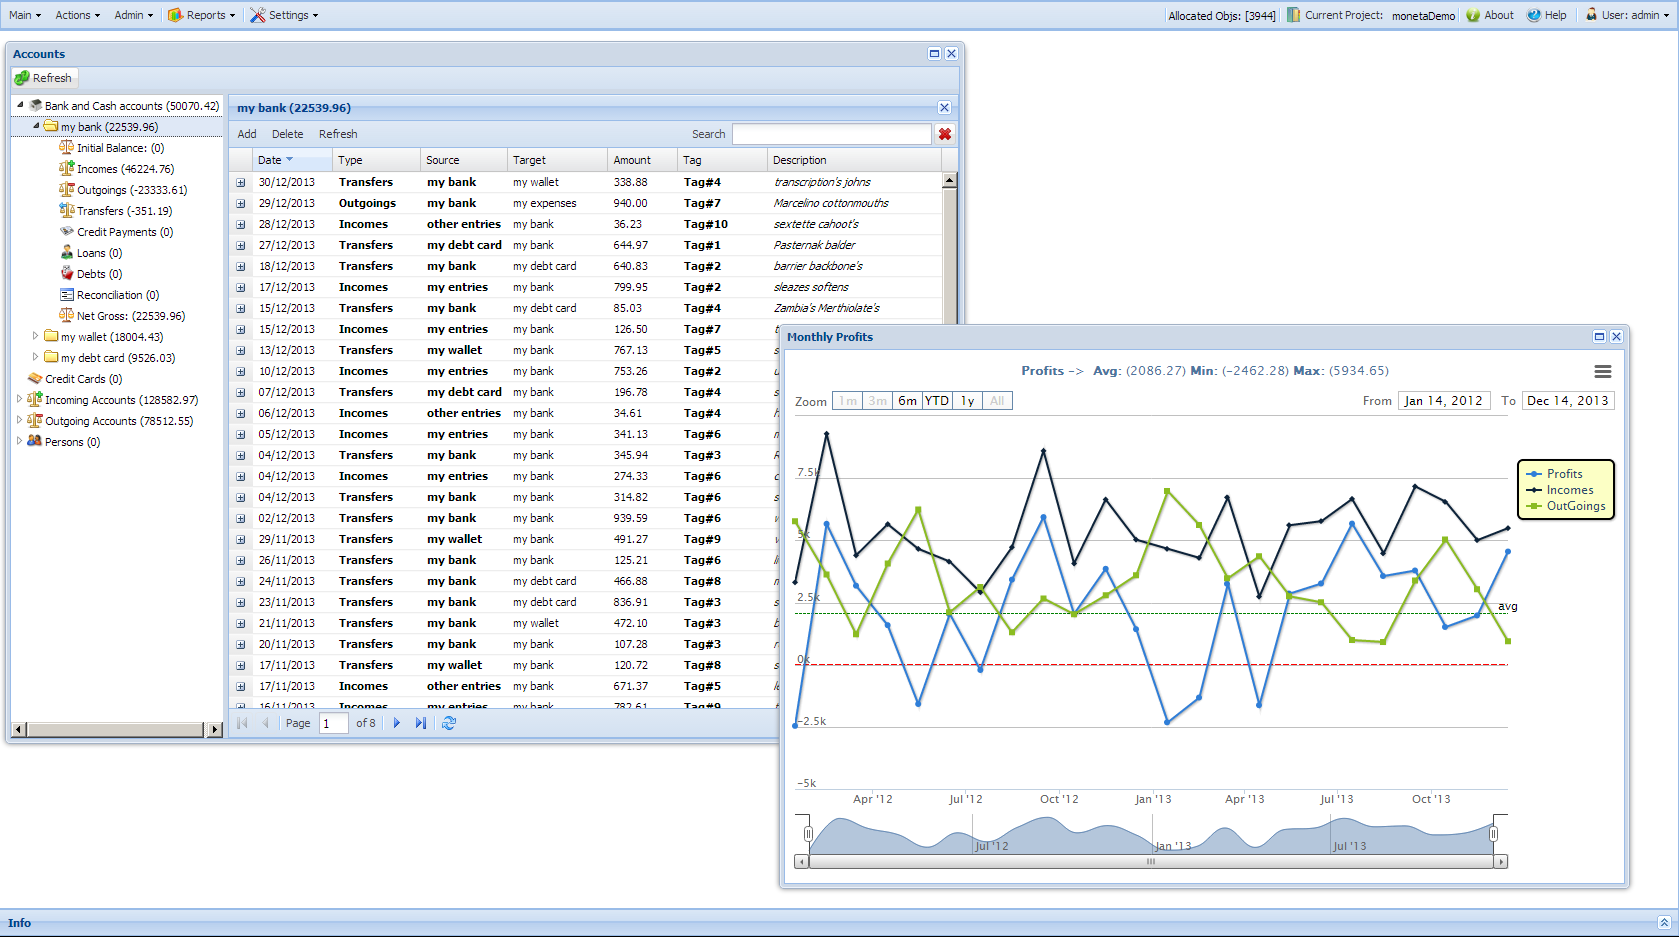 Main Actions Admin Reports Settings Allocated Objs: [3944] Current Project: monetaDemo About Help User: admin
Accounts
Refresh
Bank and Cash accounts (50070.42)
my bank (22539.96)
Initial Balance: (0)
Incomes (46224.76)
Outgoings (-23333.61)
Transfers (-351.19)
Credit Payments (0)
Loans (0)
Debts (0)
Reconciliation (0)
Net Gross: (22539.96)
my wallet (18004.43)
my debt card (9526.03)
Credit Cards (0)
Incoming Accounts (128582.97)
Outgoing Accounts (78512.55)
Persons (0)
my bank (22539.96)
Add Delete Refresh Search
Date Type Source Target Amount Tag Description
30/12/2013 Transfers my bank my wallet 338.88 Tag#4 transcription's johns
29/12/2013 Outgoings my bank my expenses 940.00 Tag#7 Marcelino cottonmouths
28/12/2013 Incomes other entries my bank 36.23 Tag#10 sextette cahoot's
27/12/2013 Transfers my debt card my bank 644.97 Tag#1 Pasternak balder
18/12/2013 Transfers my bank my debt card 640.83 Tag#2 barrier backbone's
17/12/2013 Incomes my entries my bank 799.95 Tag#2 sleazes softens
15/12/2013 Transfers my bank my debt card 85.03 Tag#4 Zambia's Merthiolate's
15/12/2013 Incomes my entries my bank 126.50 Tag#7
13/12/2013 Transfers my wallet my bank 767.13 Tag#5
10/12/2013 Incomes my entries my bank 753.26 Tag#2
07/12/2013 Transfers my debt card my bank 196.78 Tag#4
06/12/2013 Incomes other entries my bank 34.61 Tag#4
05/12/2013 Incomes my entries my bank 341.13 Tag#6
04/12/2013 Transfers my bank my bank 345.94 Tag#3
04/12/2013 Incomes my entries my bank 274.33 Tag#6
04/12/2013 Transfers my bank my bank 314.82 Tag#6
02/12/2013 Transfers my bank my bank 939.59 Tag#6
29/11/2013 Transfers my wallet my bank 491.27 Tag#9
26/11/2013 Transfers my bank my bank 125.21 Tag#6
24/11/2013 Transfers my bank my debt card 466.88 Tag#8
23/11/2013 Transfers my bank my debt card 836.91 Tag#3
21/11/2013 Transfers my bank my wallet 472.10 Tag#3
20/11/2013 Transfers my bank my bank 107.28 Tag#3
17/11/2013 Transfers my wallet my bank 120.72 Tag#8
17/11/2013 Incomes other entries my bank 671.37 Tag#5
16/11/2013 Incomes my entries my bank 782.61 Tag#9
Page 1 of 8
Monthly Profits
Profits -> Avg: (2086.27) Min: (-2462.28) Max: (5934.65)
Zoom 1m 3m 6m YTD 1y All From Jan 14, 2012 To Dec 14, 2013
7.5k
5k
2.5k
0k
-2.5k
-5k
avg
Profits
Incomes
OutGoings
Apr '12 Jul '12 Oct '12 Jan '13 Apr '13 Jul '13 Oct '13
Jul '12 Jan '13 Jul '13
Info